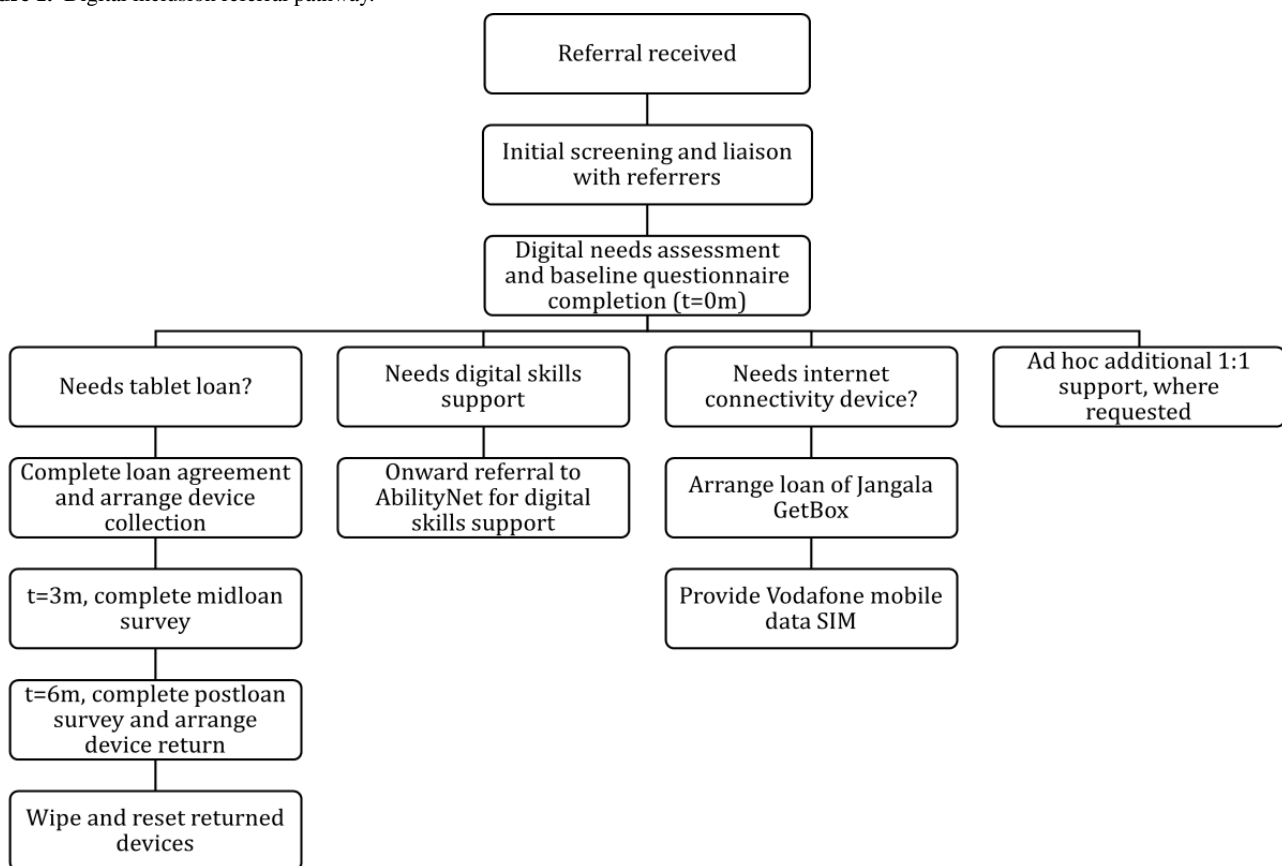 Digital inclusion referral pathway.
Referral received
Initial screening and liaison
with referrers
Digital needs assessment
and baseline questionnaire
completion (t=0m)
Needs tablet loan?
Complete loan agreement
and arrange device
collection
t=3m, complete midloan
survey
t=6m, complete postloan
survey and arrange
device return
Wipe and reset returned
devices
Needs digital skills
support
Onward referral to
AbilityNet for digital
skills support
Needs internet
connectivity device?
Arrange loan of Jangala
GetBox
Provide Vodafone mobile
data SIM
Ad hoc additional 1:1
support, where
requested